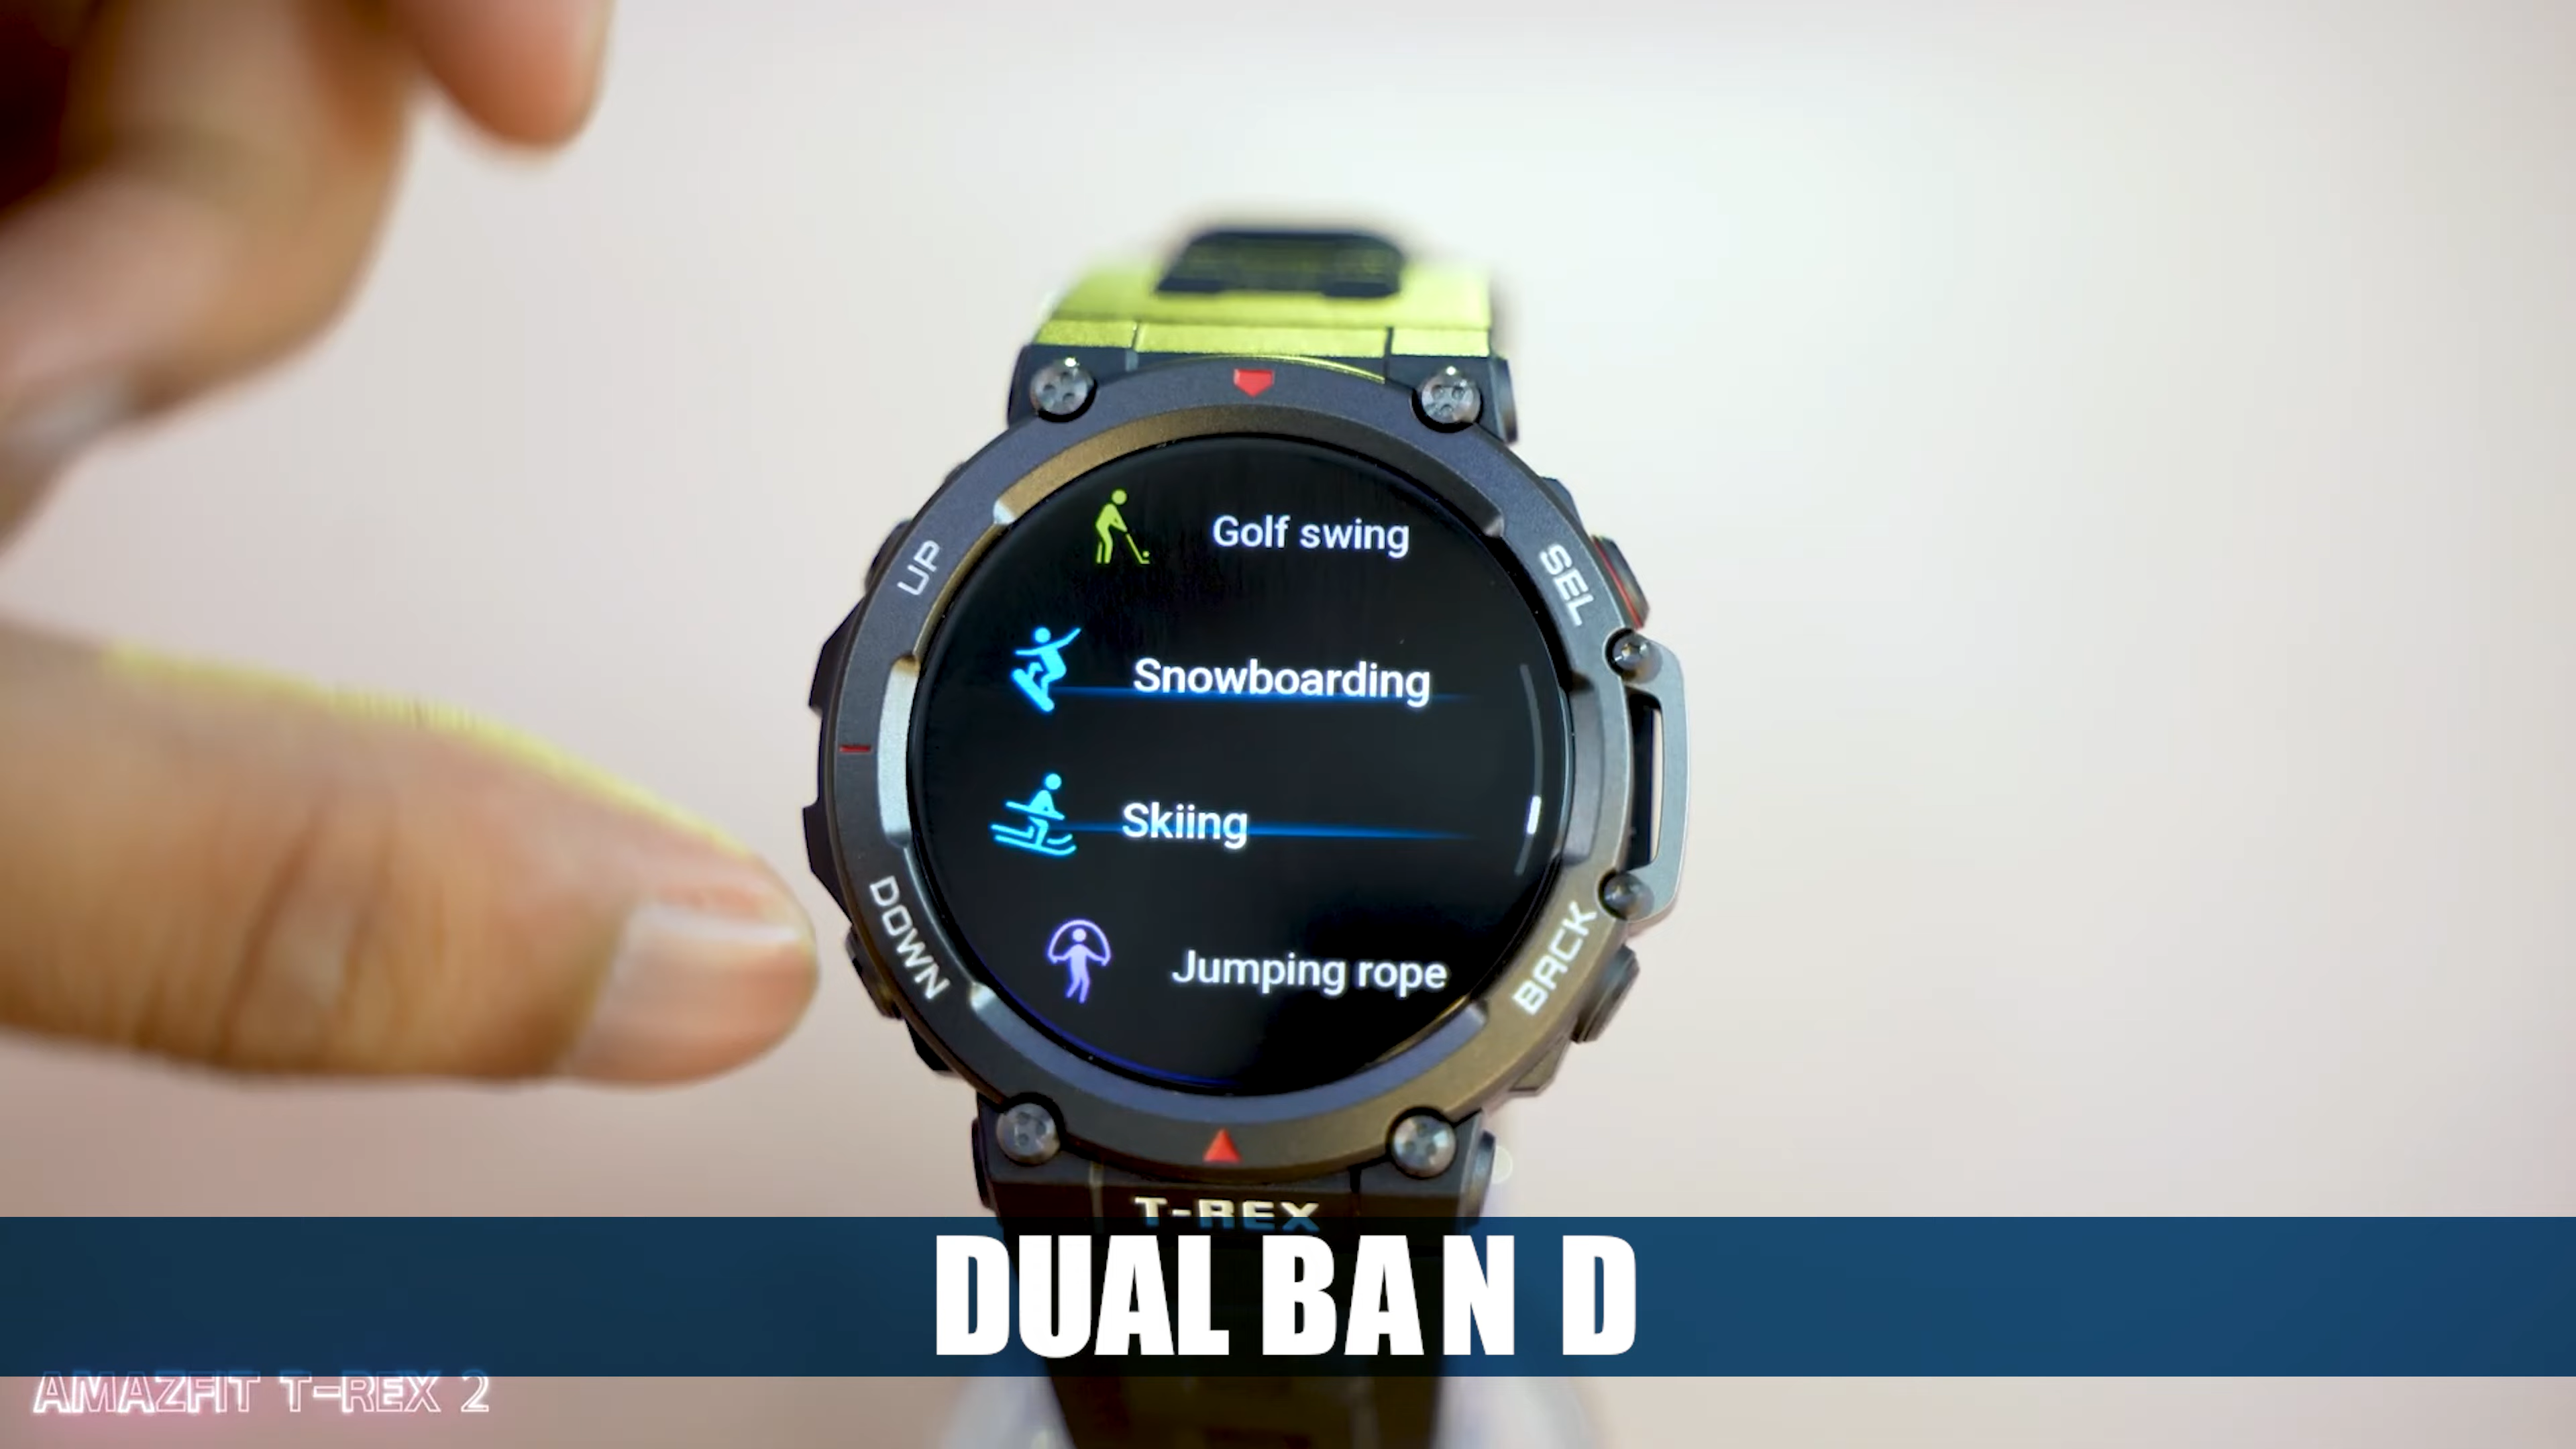 UP
SEL
Golf swing
Snowboarding
Skiing
Jumping rope
DOWN
BACK
T-REX
DUAL BAN D
AMAZFIT T-REX 2